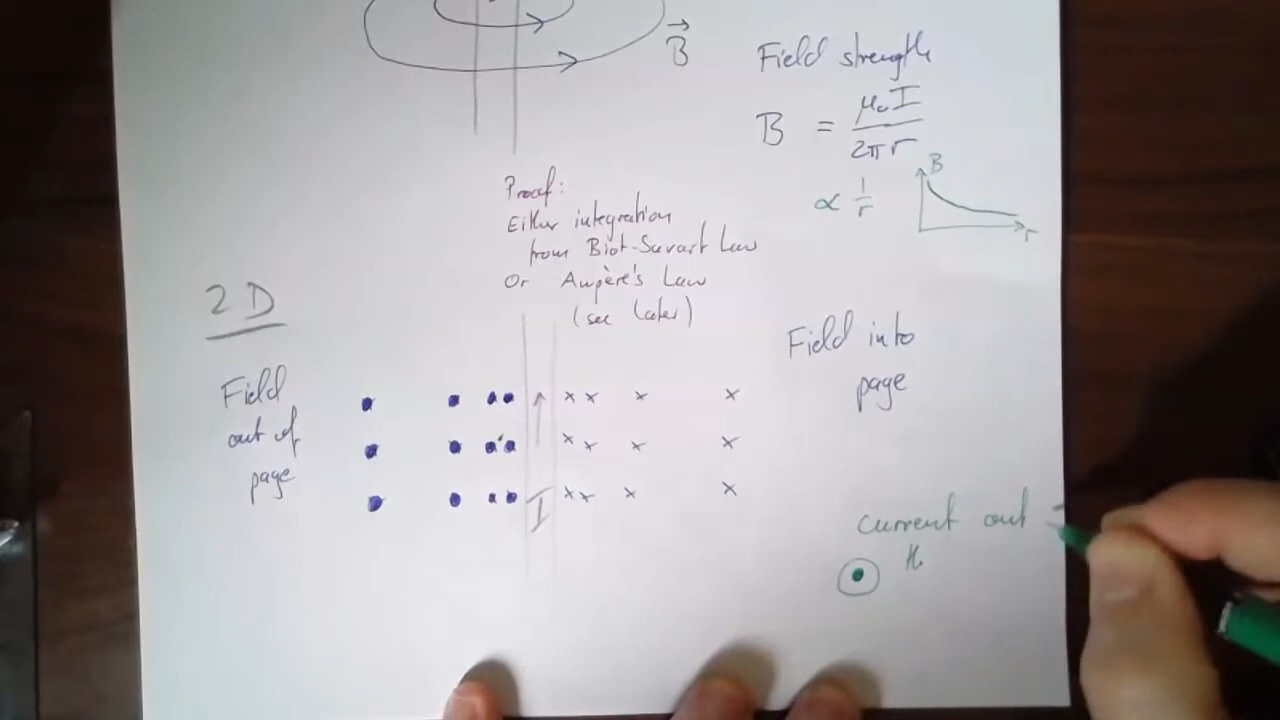 B
Field strength
B = μ₀I / 2πr
∝ 1/r
B
r
Proof:
Either integration
from Biot-Savart Law
Or Ampère's Law
(see later)
2D
Field into
page
Field
out of
page
I
Current out